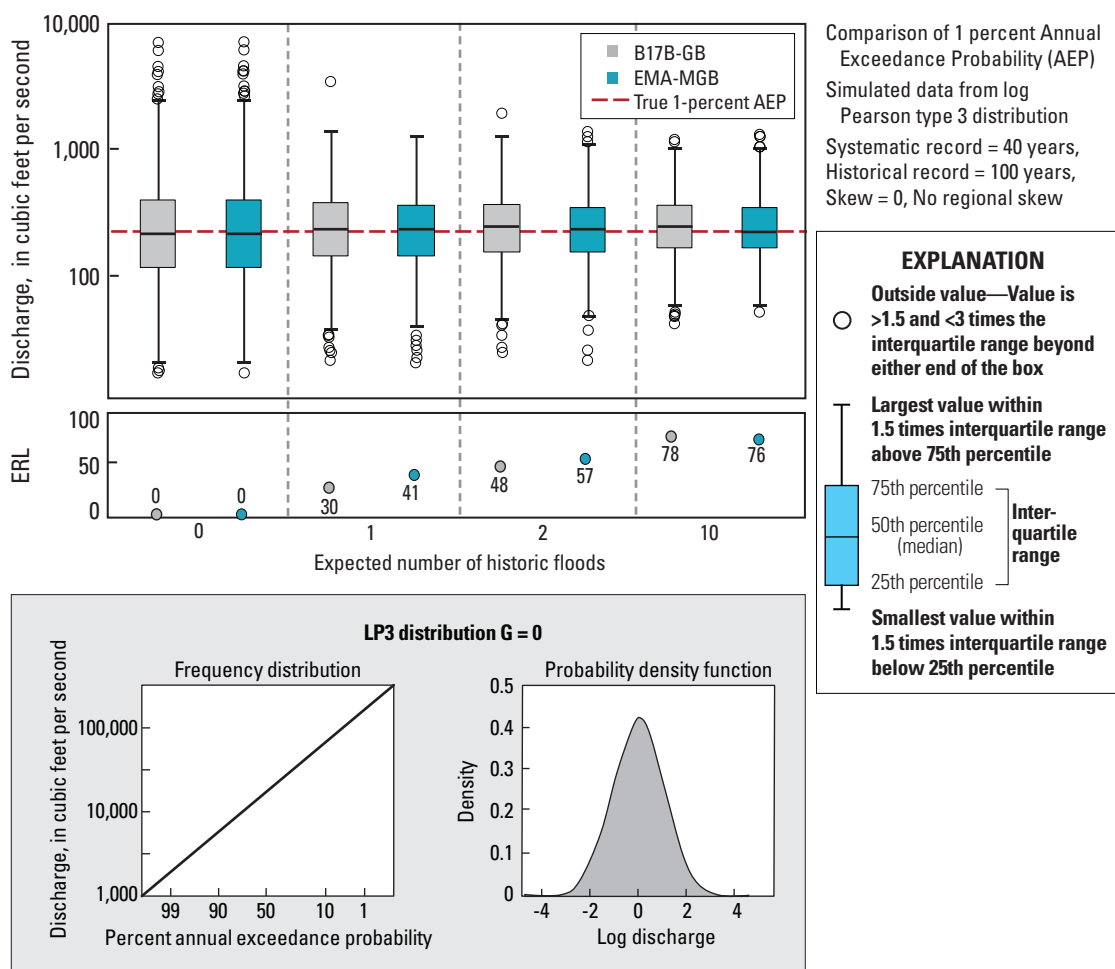 10,000
1,000
100
Discharge, in cubic feet per second
B17B-GB
EMA-MGB
True 1-percent AEP
Comparison of 1 percent Annual
Exceedance Probability (AEP)
Simulated data from log
Pearson type 3 distribution
Systematic record = 40 years,
Historical record = 100 years,
Skew = 0, No regional skew
100
50
0
ERL
0
0
30
41
48
57
78
76
0
1
2
10
Expected number of historic floods
EXPLANATION
Outside value—Value is
>1.5 and <3 times the
interquartile range beyond
either end of the box
Largest value within
1.5 times interquartile range
above 75th percentile
75th percentile
50th percentile
(median)
25th percentile
Inter-
quartile
range
Smallest value within
1.5 times interquartile range
below 25th percentile
LP3 distribution G = 0
Frequency distribution
Discharge, in cubic feet per second
100,000
10,000
1,000
99 90 50 10 1
Percent annual exceedance probability
Probability density function
Density
0.5
0.4
0.3
0.2
0.1
0
-4 -2 0 2 4
Log discharge